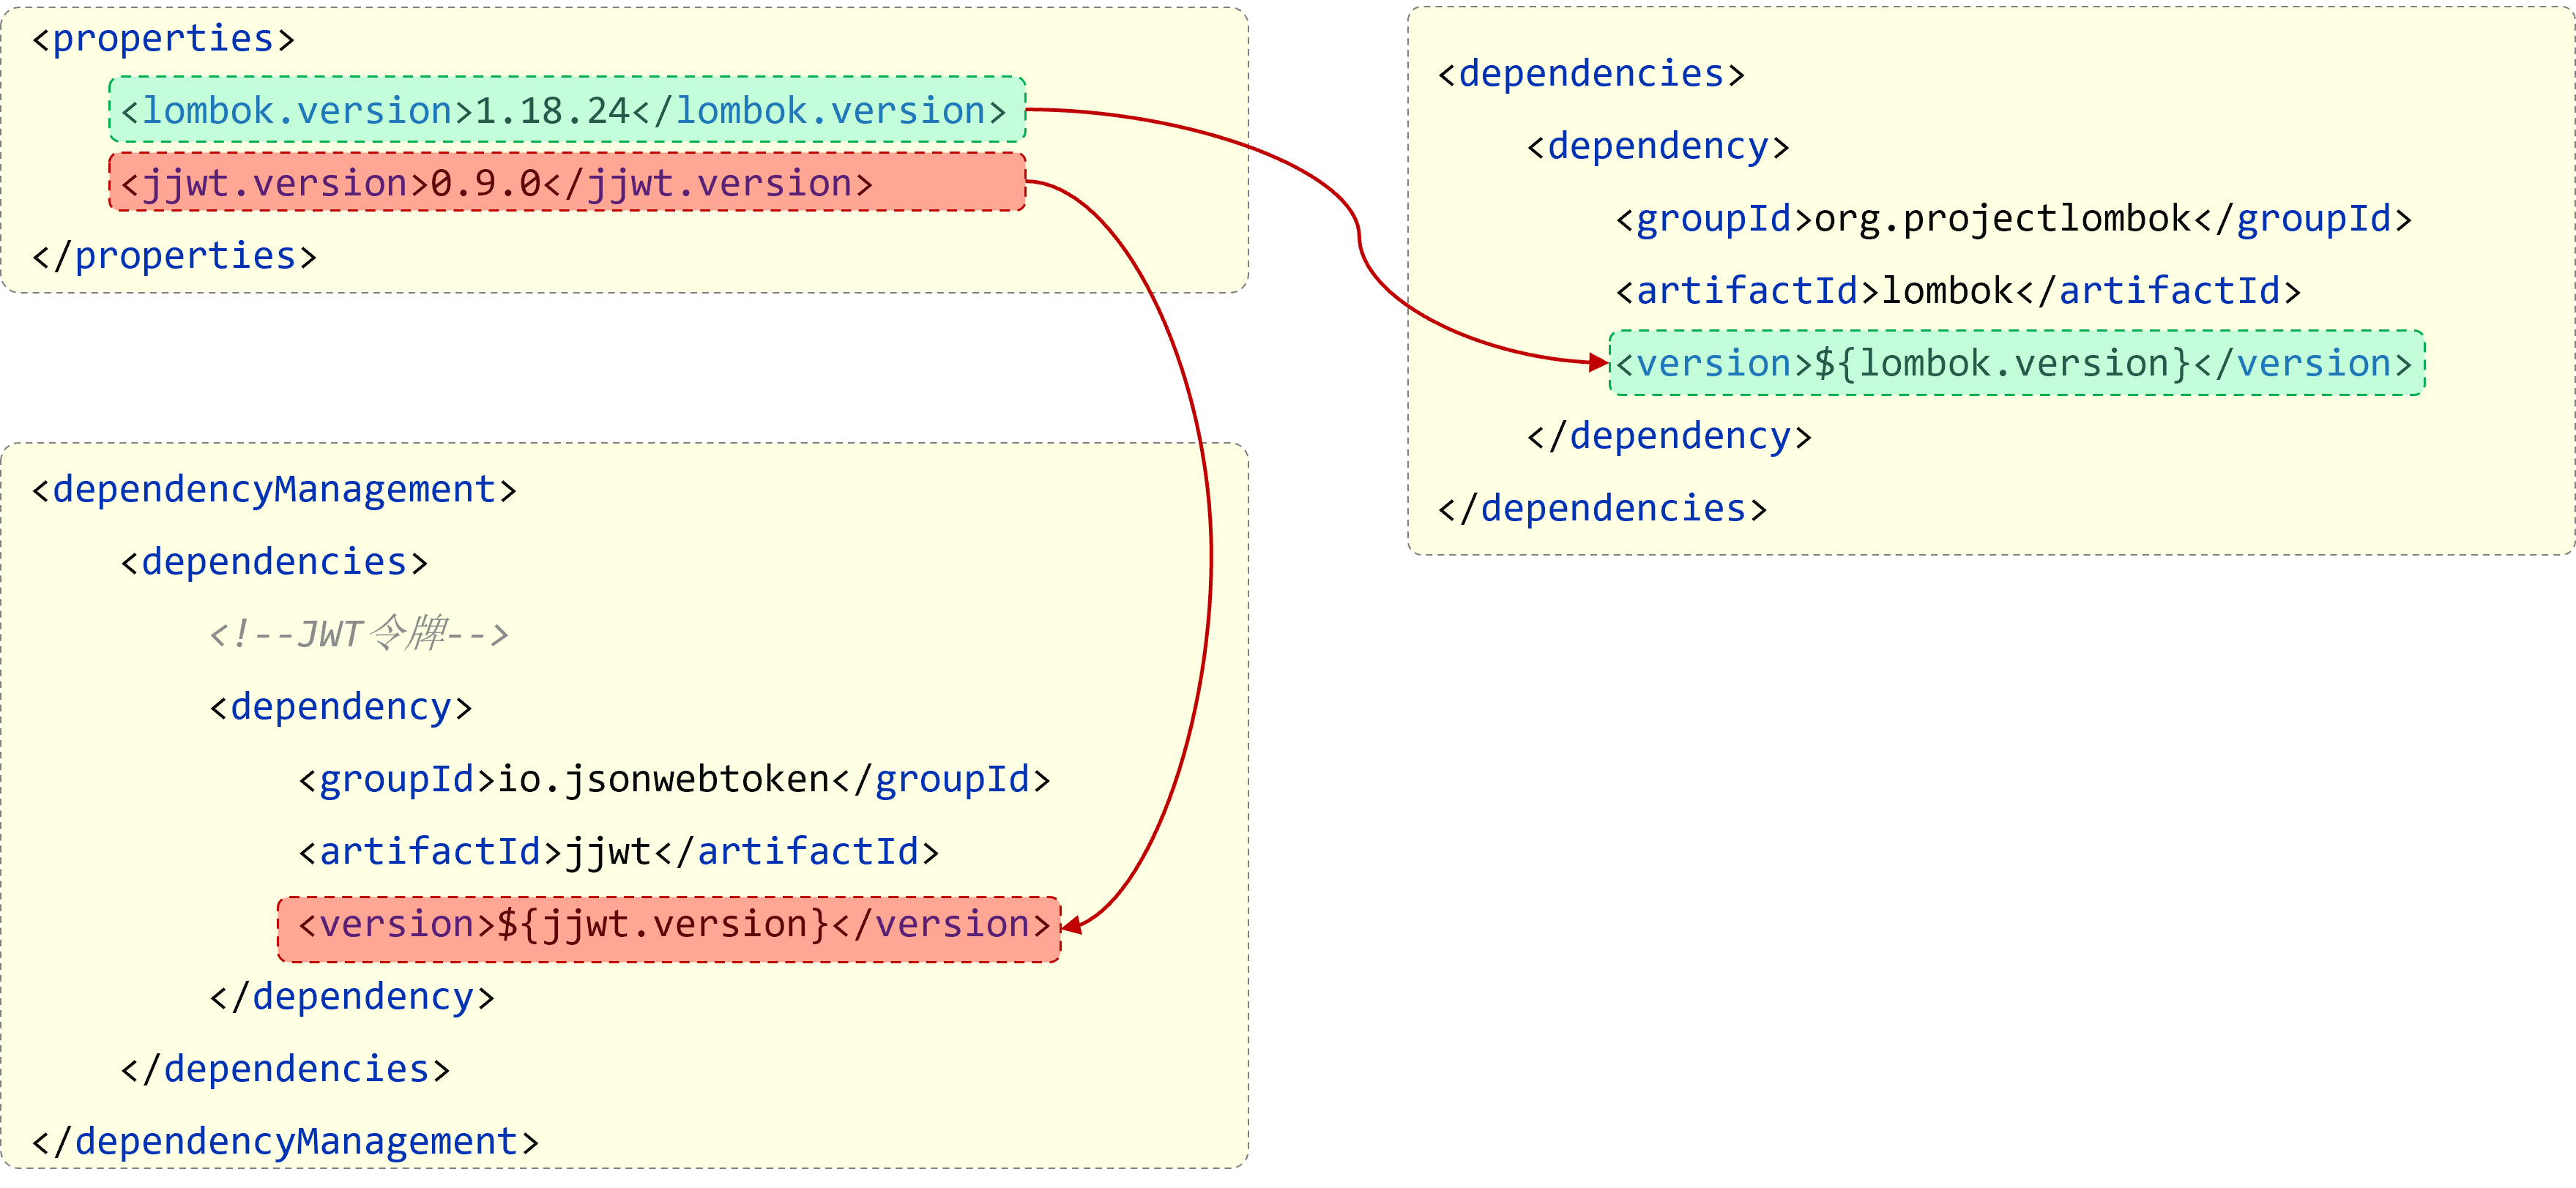 <properties>
<lombok.version>1.18.24</lombok.version>
<jjwt.version>0.9.0</jjwt.version>
</properties>
<dependencyManagement>
<dependencies>
<!--JWT令牌-->
<dependency>
<groupId>io.jsonwebtoken</groupId>
<artifactId>jjwt</artifactId>
<version>${jjwt.version}</version>
</dependency>
</dependencies>
</dependencyManagement>
<dependencies>
<dependency>
<groupId>org.projectlombok</groupId>
<artifactId>lombok</artifactId>
<version>${lombok.version}</version>
</dependency>
</dependencies>